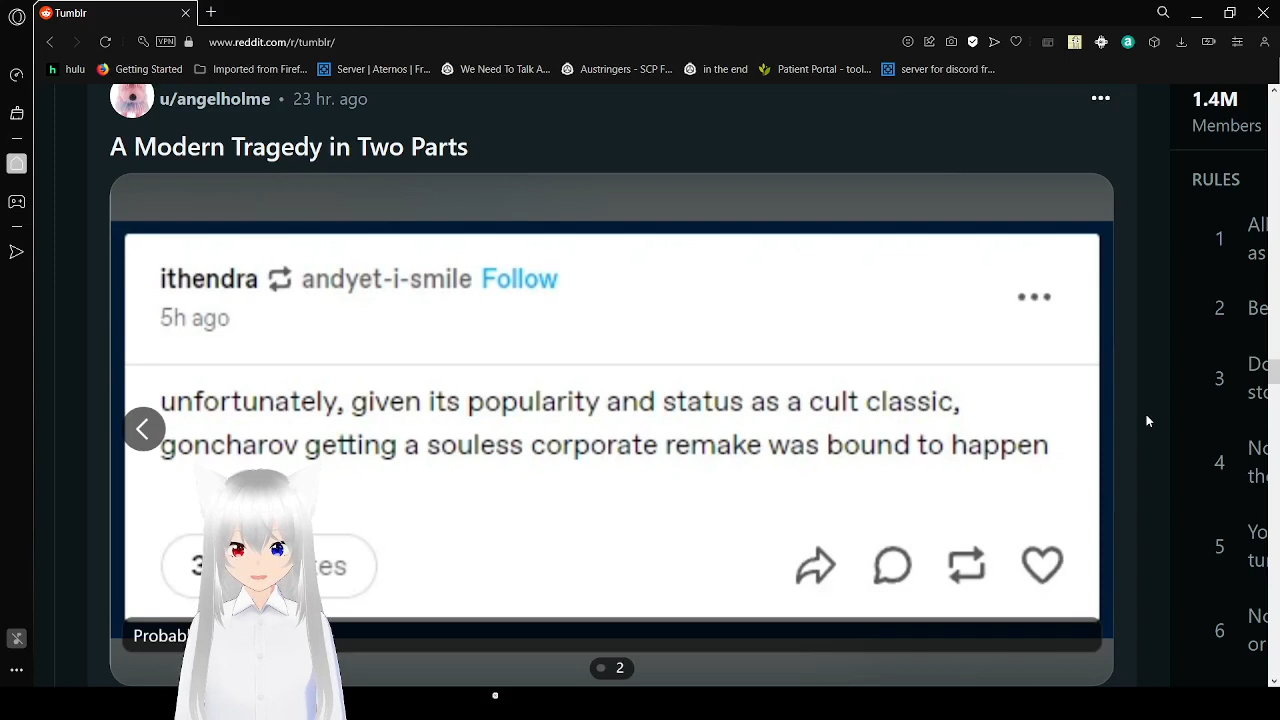 Tumblr
VPN www.reddit.com/r/tumblr/
h hulu Getting Started Imported from Firef... Server | Aternos | Fr... We Need To Talk A... Austringers - SCP F... in the end Patient Portal - tool... server for discord fr...
u/angelholme • 23 hr. ago
A Modern Tragedy in Two Parts
ithendra andyet-i-smile Follow
5h ago
unfortunately, given its popularity and status as a cult classic,
goncharov getting a souless corporate remake was bound to happen
2
1.4M
Members
RULES
1
2 Be
3
4
5
6